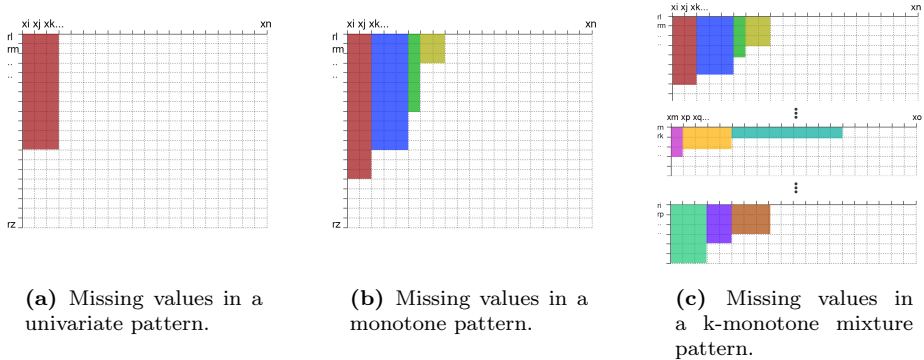 xi xj xk...
xn
rl
rm
..
..
rz
xi xj xk...
xn
rl
rm
..
..
rz
xi xj xk...
xn
rl
rm
..
..
xm xp xq...
xo
rn
rk
..
..
ri
rp
..
..
(a) Missing values in a
univariate pattern.
(b) Missing values in a
monotone pattern.
(c) Missing values in
a k-monotone mixture
pattern.